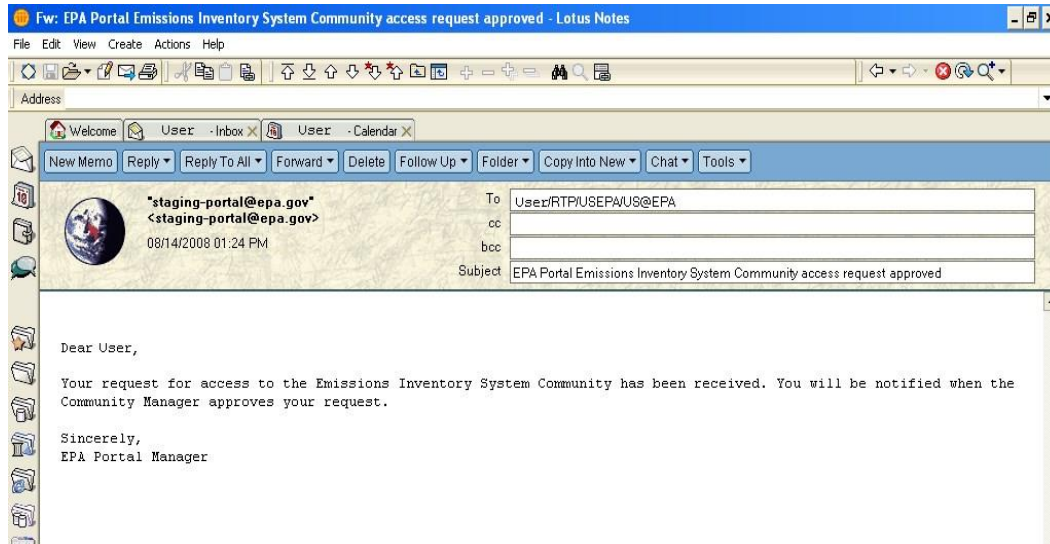 Fw: EPA Portal Emissions Inventory System Community access request approved - Lotus Notes
File Edit View Create Actions Help
Address
Welcome User - Inbox User - Calendar
New Memo Reply Reply To All Forward Delete Follow Up Folder Copy Into New Chat Tools
"staging-portal@epa.gov"
<staging-portal@epa.gov>
08/14/2008 01:24 PM
To User/RTP/USEPA/US@EPA
cc
bcc
Subject EPA Portal Emissions Inventory System Community access request approved
Dear User,
Your request for access to the Emissions Inventory System Community has been received. You will be notified when the
Community Manager approves your request.
Sincerely,
EPA Portal Manager